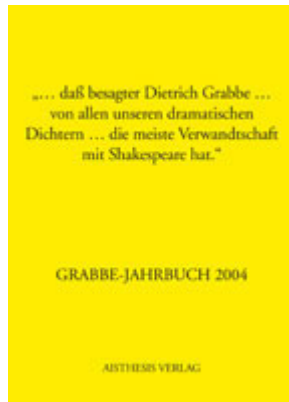 „… daß besagter Dietrich Grabbe …
von allen unseren dramatischen
Dichtern … die meiste Verwandtschaft
mit Shakespeare hat.“
GRABBE-JAHRBUCH 2004
AISTHESIS VERLAG